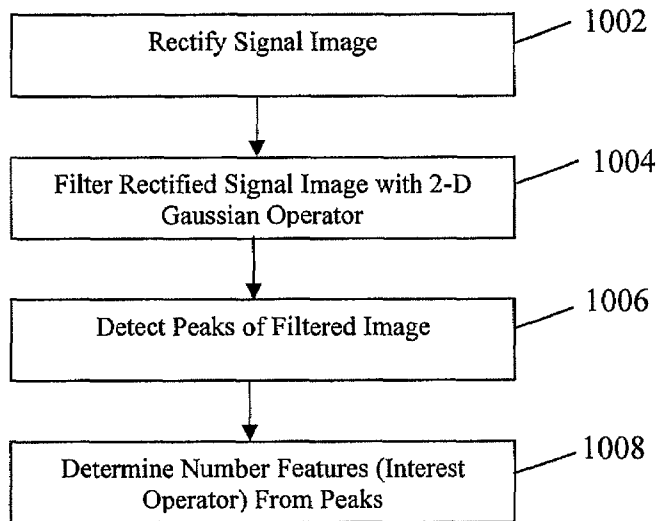 Rectify Signal Image
1002
Filter Rectified Signal Image with 2-D
Gaussian Operator
1004
Detect Peaks of Filtered Image
1006
Determine Number Features (Interest
Operator) From Peaks
1008